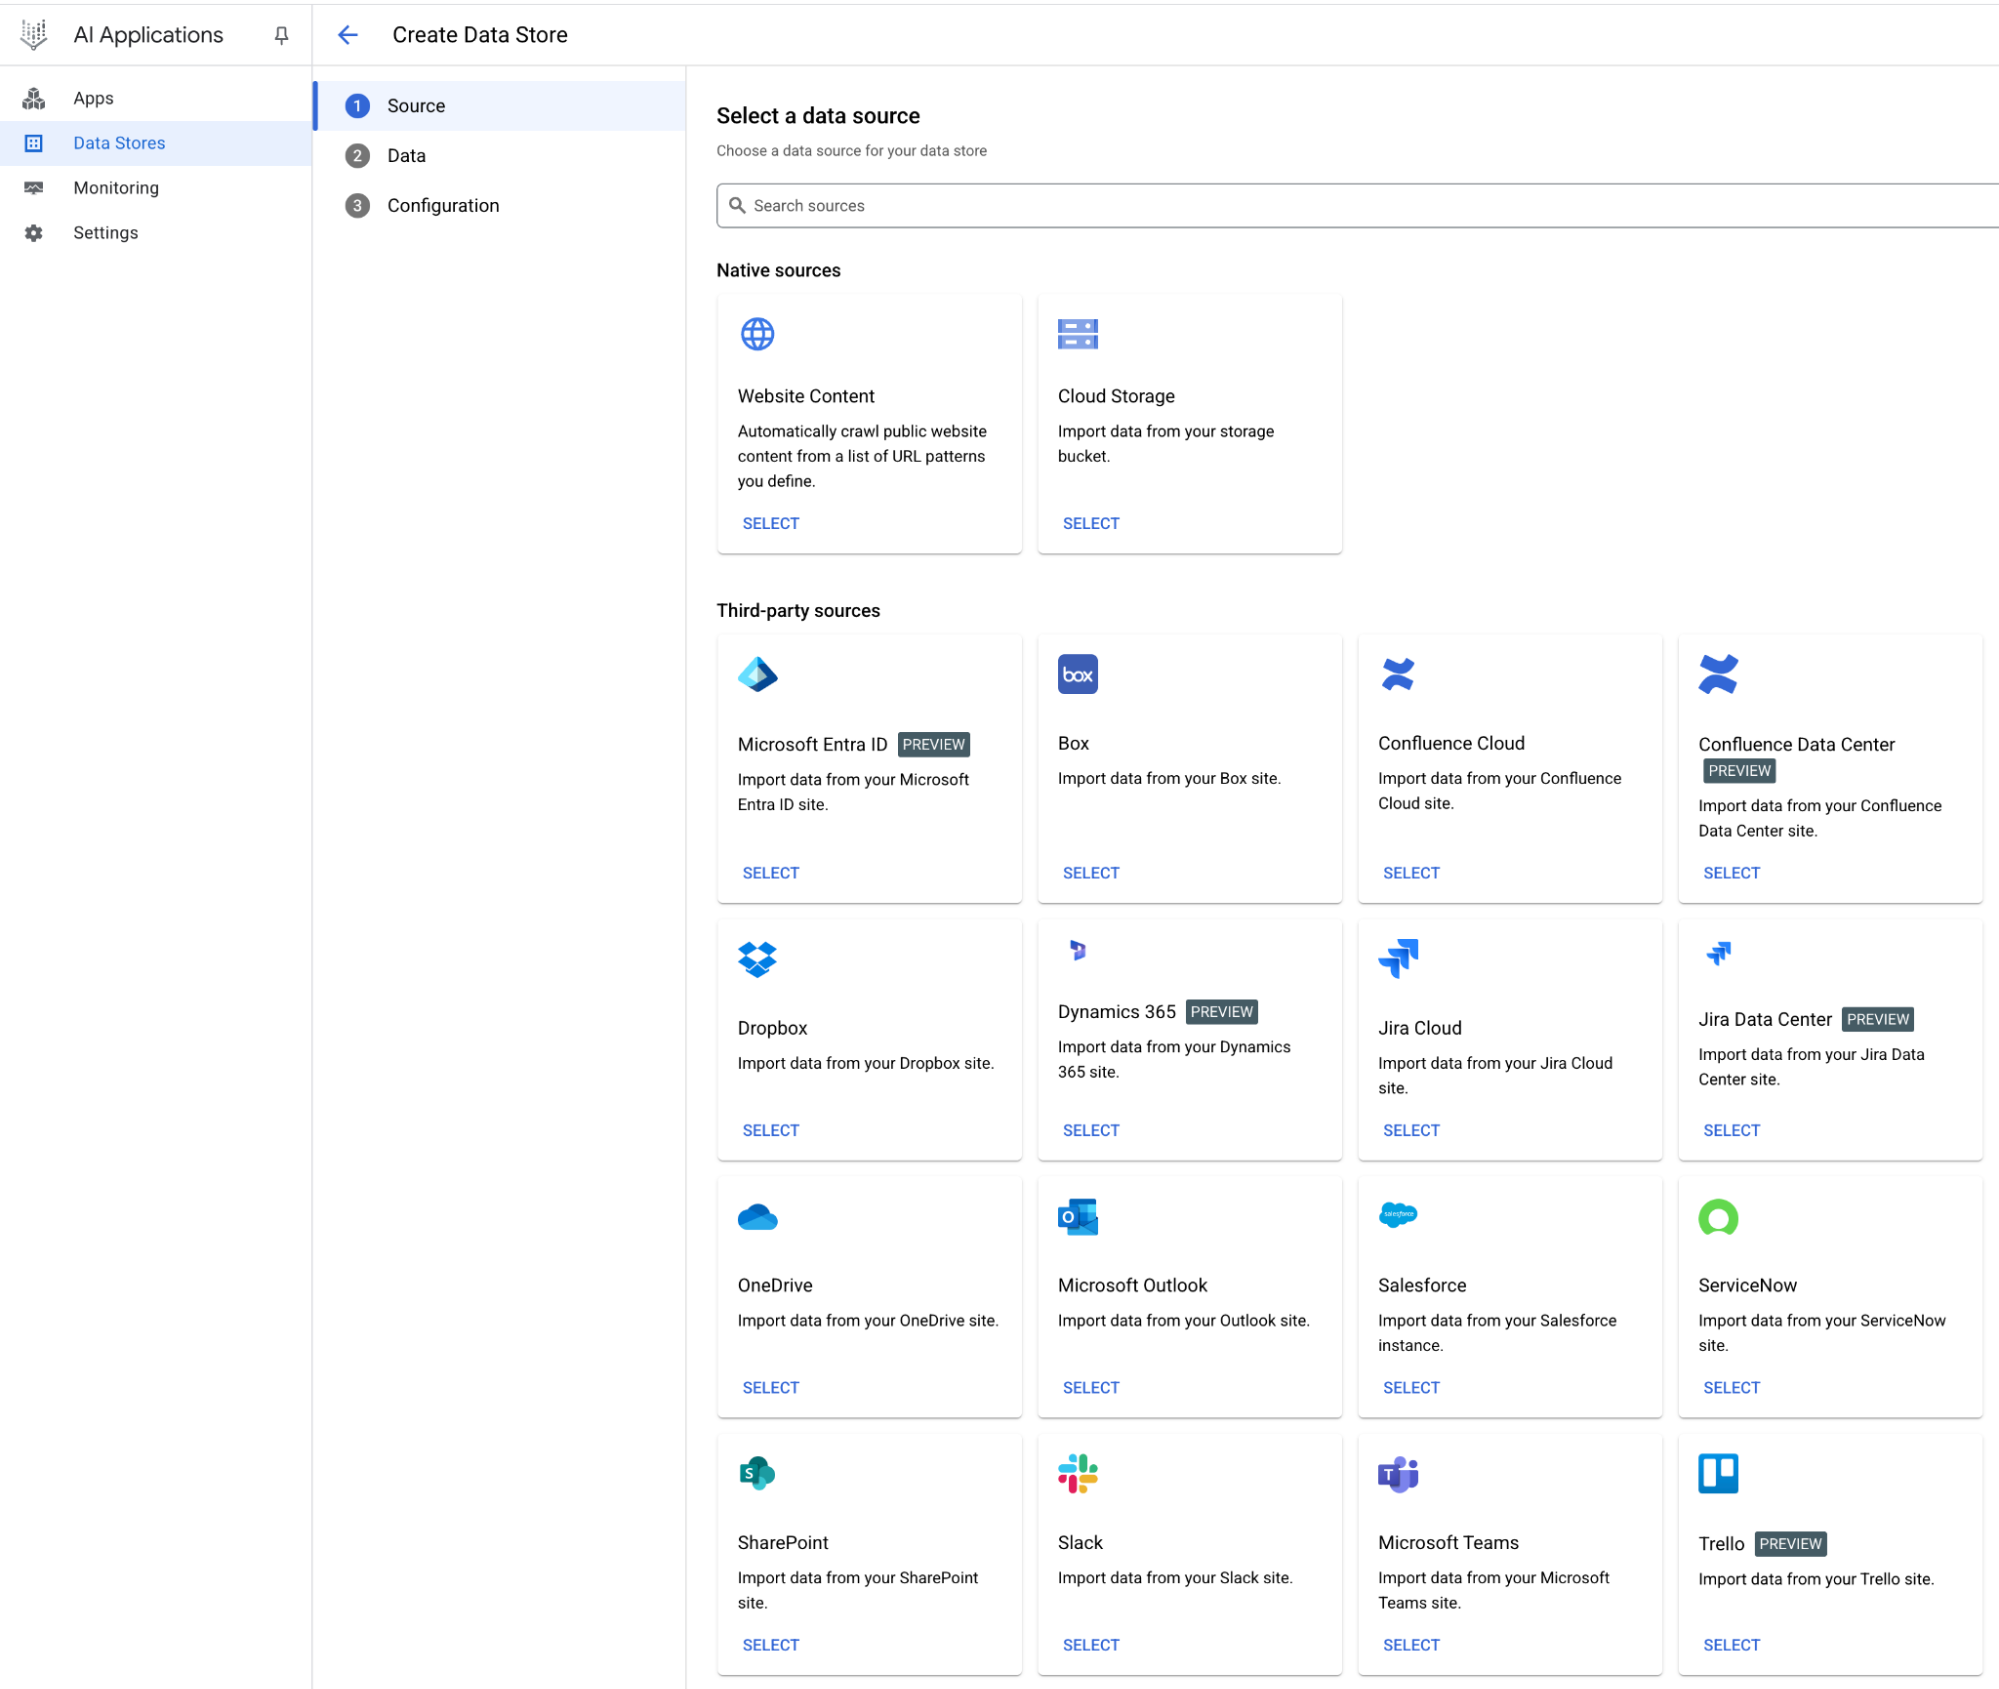 AI Applications
Create Data Store
Apps
Data Stores
Monitoring
Settings
1 Source
2 Data
3 Configuration
Select a data source
Choose a data source for your data store
Search sources
Native sources
Website Content
Automatically crawl public website
content from a list of URL patterns
you define.
SELECT
Cloud Storage
Import data from your storage
bucket.
SELECT
Third-party sources
Microsoft Entra ID PREVIEW
Import data from your Microsoft
Entra ID site.
SELECT
box
Box
Import data from your Box site.
SELECT
Confluence Cloud
Import data from your Confluence
Cloud site.
SELECT
Confluence Data Center
PREVIEW
Import data from your Confluence
Data Center site.
SELECT
Dropbox
Import data from your Dropbox site.
SELECT
Dynamics 365 PREVIEW
Import data from your Dynamics
365 site.
SELECT
Jira Cloud
Import data from your Jira Cloud
site.
SELECT
Jira Data Center PREVIEW
Import data from your Jira Data
Center site.
SELECT
OneDrive
Import data from your OneDrive site.
SELECT
O
Microsoft Outlook
Import data from your Outlook site.
SELECT
salesforce
Salesforce
Import data from your Salesforce
instance.
SELECT
ServiceNow
Import data from your ServiceNow
site.
SELECT
S
SharePoint
Import data from your SharePoint
site.
SELECT
Slack
Import data from your Slack site.
SELECT
T
Microsoft Teams
Import data from your Microsoft
Teams site.
SELECT
Trello PREVIEW
Import data from your Trello site.
SELECT